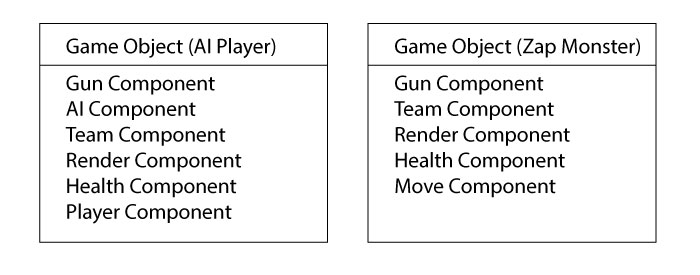 Game Object (AI Player)
Gun Component
AI Component
Team Component
Render Component
Health Component
Player Component
Game Object (Zap Monster)
Gun Component
Team Component
Render Component
Health Component
Move Component